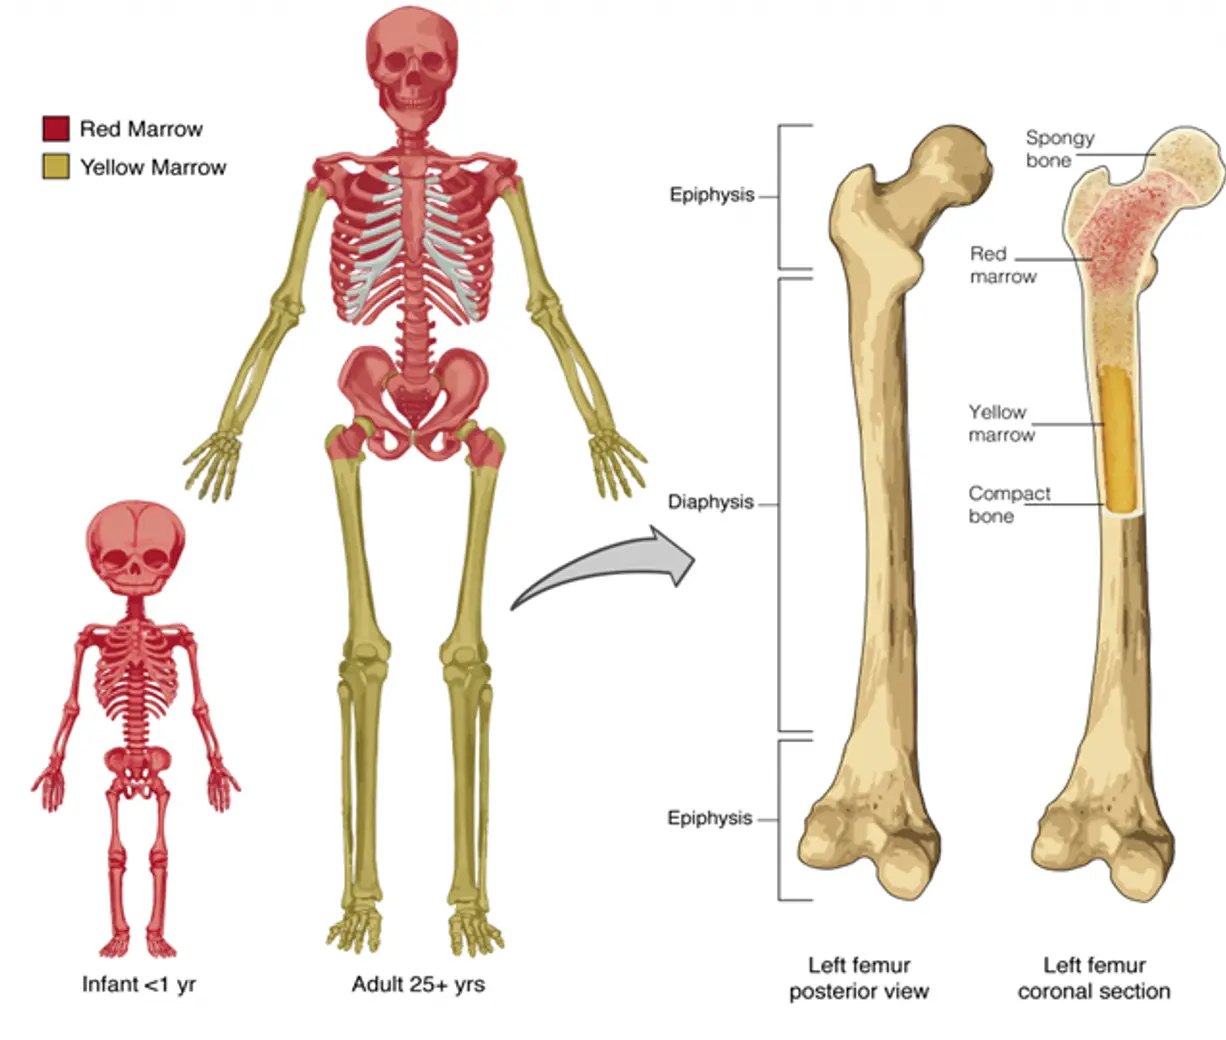 Red Marrow
Yellow Marrow
Infant <1 yr
Adult 25+ yrs
Epiphysis
Diaphysis
Epiphysis
Left femur
posterior view
Spongy
bone
Red
marrow
Yellow
marrow
Compact
bone
Left femur
coronal section